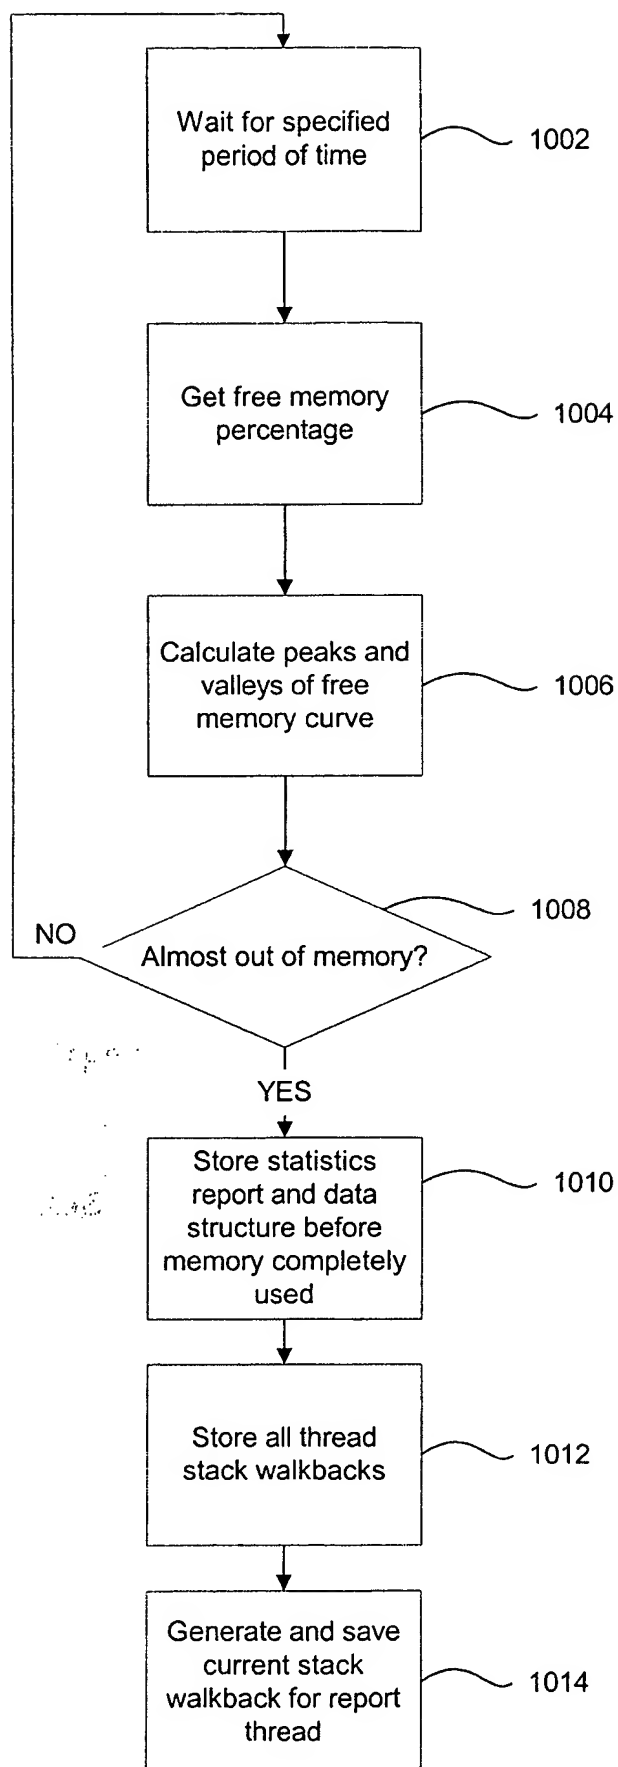 Wait for specified
period of time
1002
Get free memory
percentage
1004
Calculate peaks and
valleys of free
memory curve
1006
1008
NO
Almost out of memory?
YES
Store statistics
report and data
structure before
memory completely
used
1010
Store all thread
stack walkbacks
1012
Generate and save
current stack
walkback for report
thread
1014